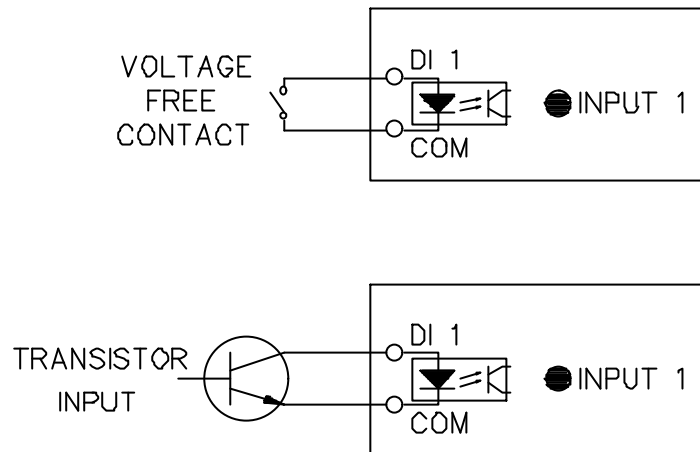 VOLTAGE
FREE
CONTACT
DI 1
COM
INPUT 1
TRANSISTOR
INPUT
DI 1
COM
INPUT 1